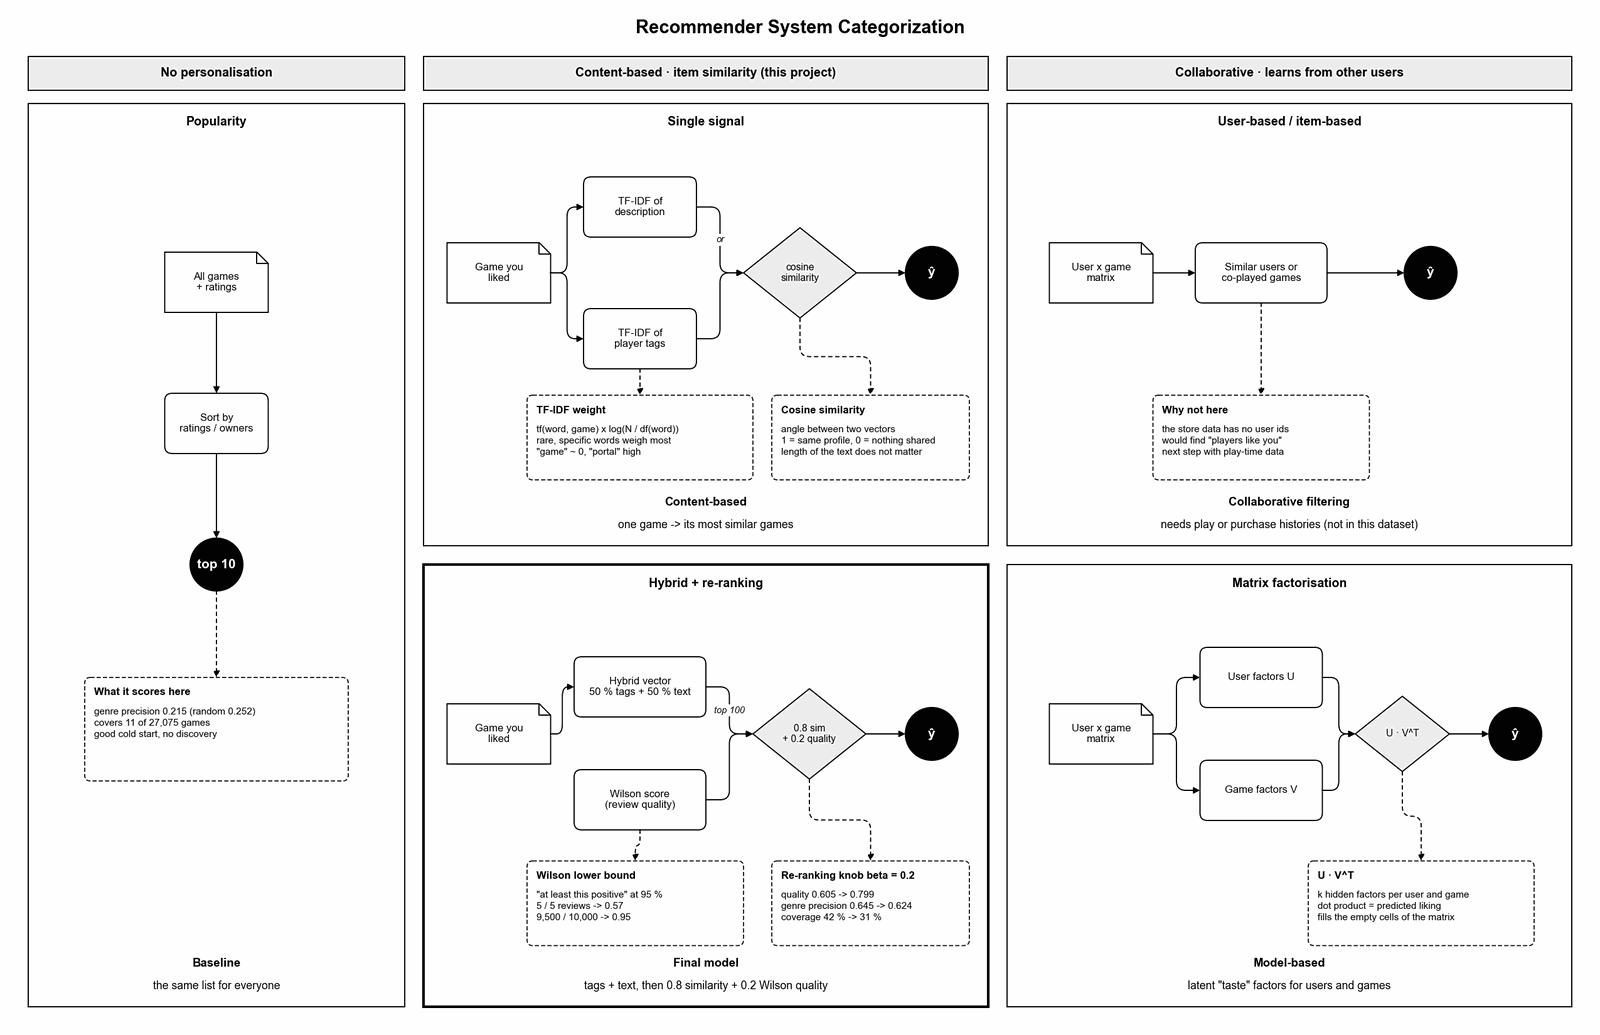 Recommender System Categorization
No personalisation
Content-based · item similarity (this project)
Collaborative · learns from other users
Popularity
All games
+ ratings
Sort by
ratings / owners
top 10
What it scores here
genre precision 0.215 (random 0.252)
covers 11 of 27,075 games
good cold start, no discovery
Baseline
the same list for everyone
Single signal
Game you
liked
TF-IDF of
description
TF-IDF of
player tags
or
cosine
similarity
ŷ
TF-IDF weight
tf(word, game) x log(N / df(word))
rare, specific words weigh most
"game" ~ 0, "portal" high
Cosine similarity
angle between two vectors
1 = same profile, 0 = nothing shared
length of the text does not matter
Content-based
one game -> its most similar games
User-based / item-based
User x game
matrix
Similar users or
co-played games
ŷ
Why not here
the store data has no user ids
would find "players like you"
next step with play-time data
Collaborative filtering
needs play or purchase histories (not in this dataset)
Hybrid + re-ranking
Game you
liked
Hybrid vector
50 % tags + 50 % text
top 100
Wilson score
(review quality)
0.8 sim
+ 0.2 quality
ŷ
Wilson lower bound
"at least this positive" at 95 %
5 / 5 reviews -> 0.57
9,500 / 10,000 -> 0.95
Re-ranking knob beta = 0.2
quality 0.605 -> 0.799
genre precision 0.645 -> 0.624
coverage 42 % -> 31 %
Final model
tags + text, then 0.8 similarity + 0.2 Wilson quality
Matrix factorisation
User x game
matrix
User factors U
Game factors V
U · V^T
ŷ
U · V^T
k hidden factors per user and game
dot product = predicted liking
fills the empty cells of the matrix
Model-based
latent "taste" factors for users and games